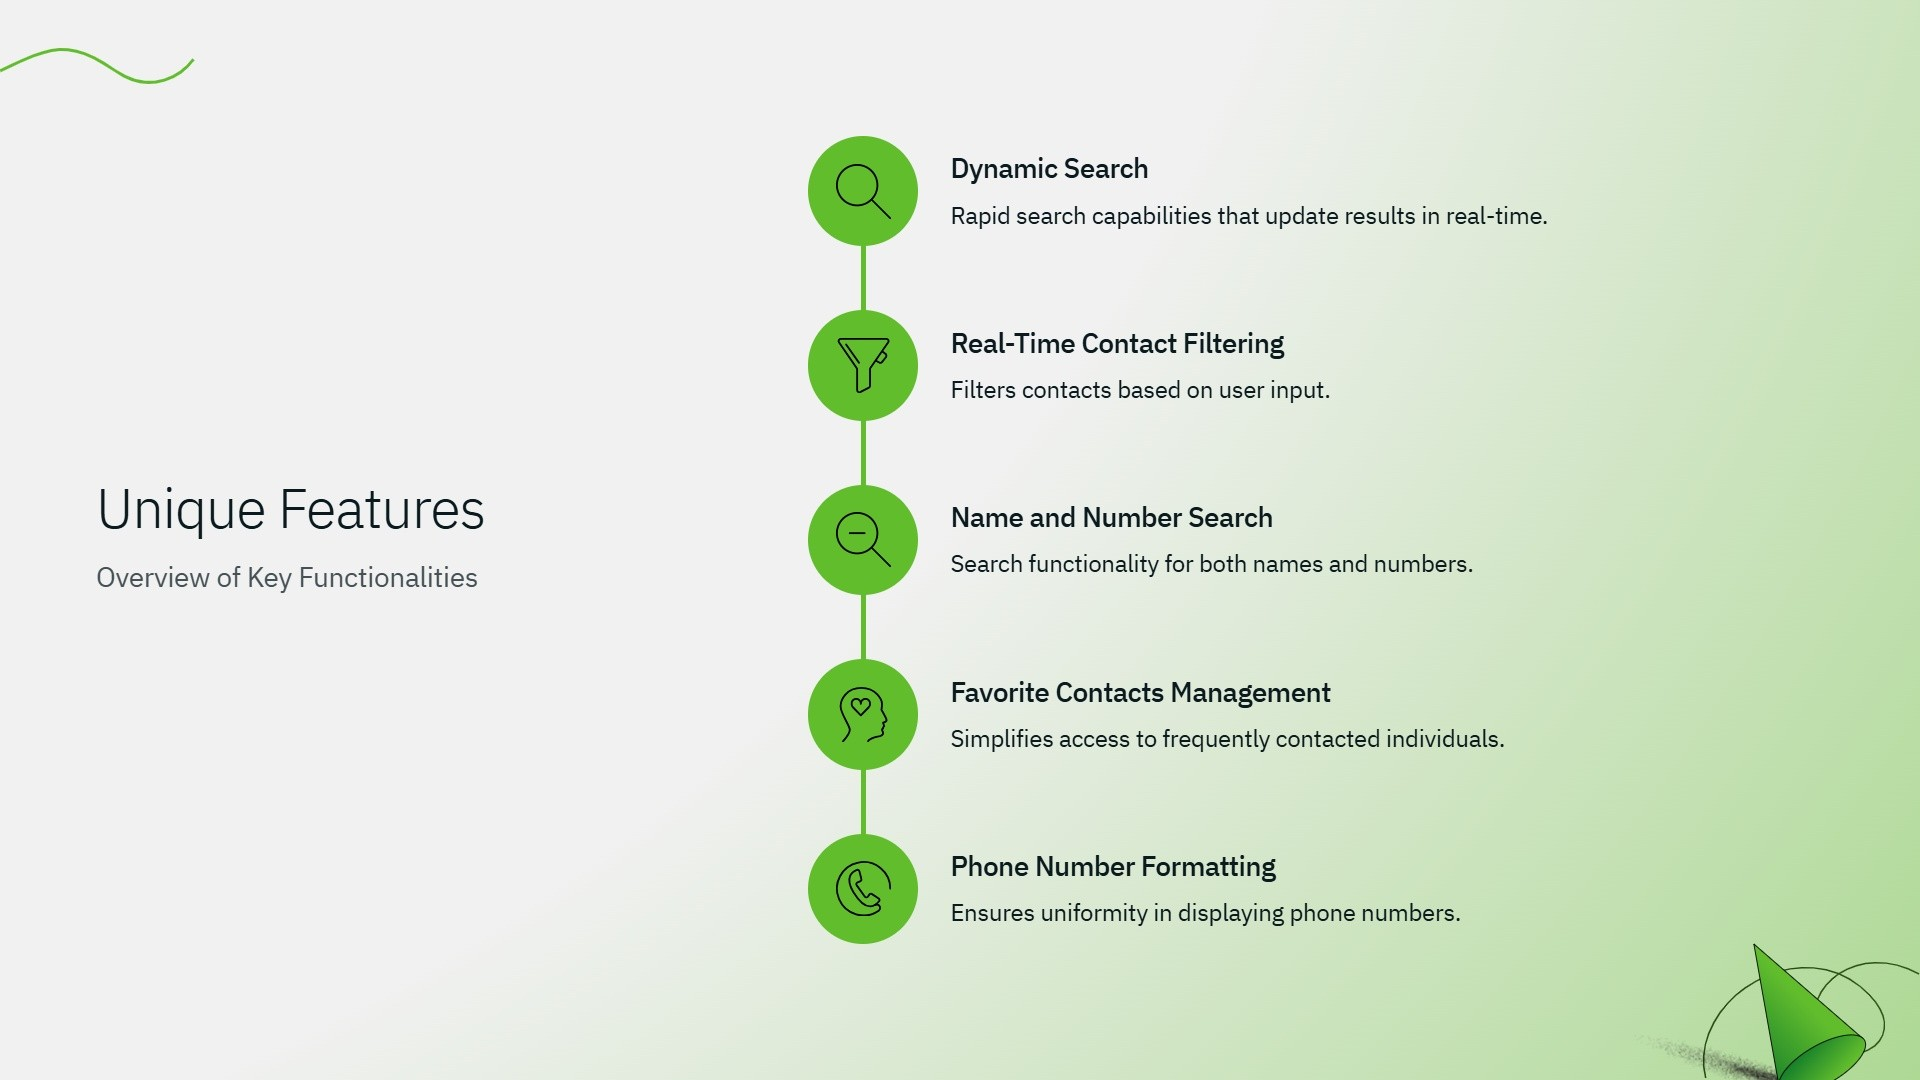 Unique Features
Overview of Key Functionalities
Dynamic Search
Rapid search capabilities that update results in real-time.
Real-Time Contact Filtering
Filters contacts based on user input.
Name and Number Search
Search functionality for both names and numbers.
Favorite Contacts Management
Simplifies access to frequently contacted individuals.
Phone Number Formatting
Ensures uniformity in displaying phone numbers.